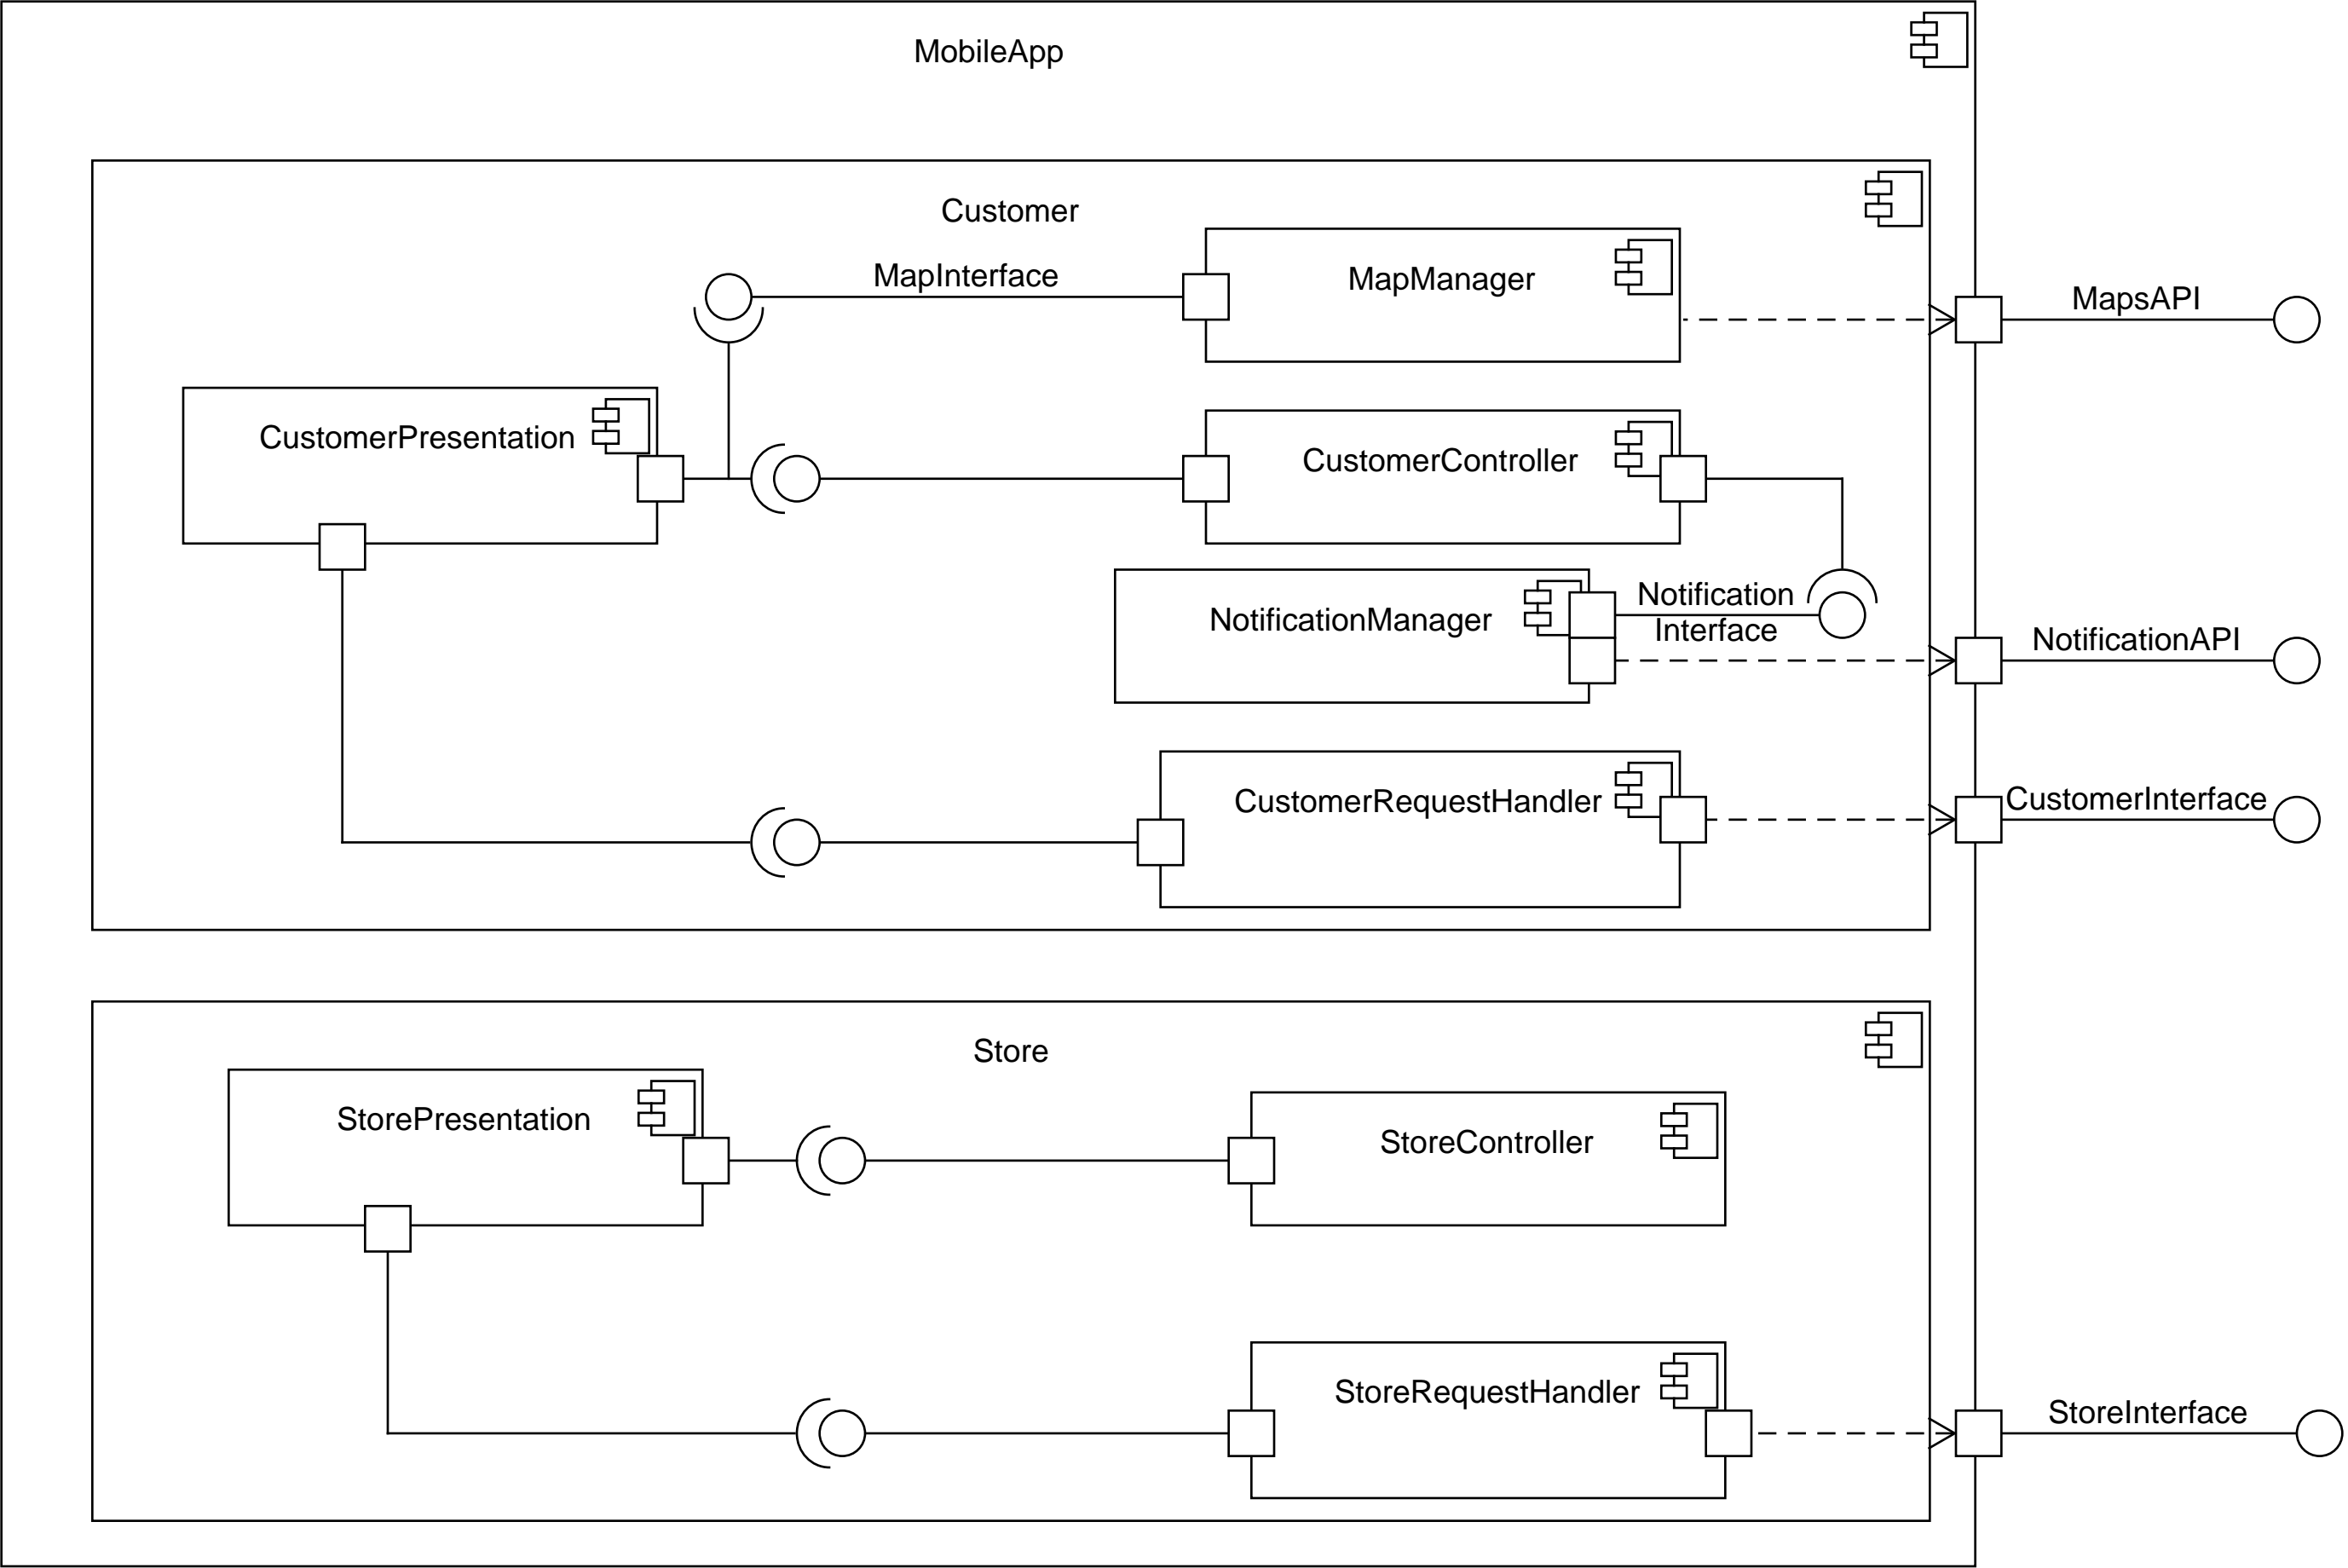 MobileApp
Customer
MapInterface
MapManager
MapsAPI
CustomerPresentation
CustomerController
Notification
Interface
NotificationManager
NotificationAPI
CustomerRequestHandler
CustomerInterface
Store
StorePresentation
StoreController
StoreRequestHandler
StoreInterface